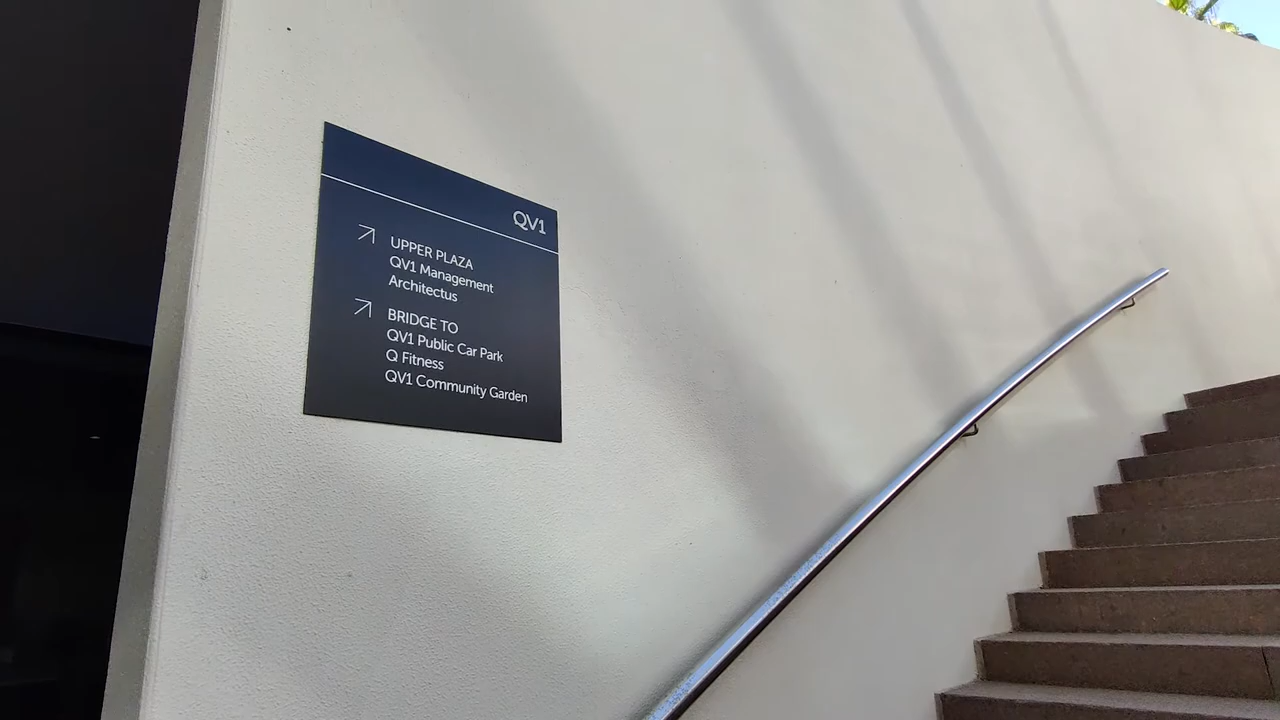 QV1
UPPER PLAZA
QV1 Management
Architectus
BRIDGE TO
QV1 Public Car Park
Q Fitness
QV1 Community Garden